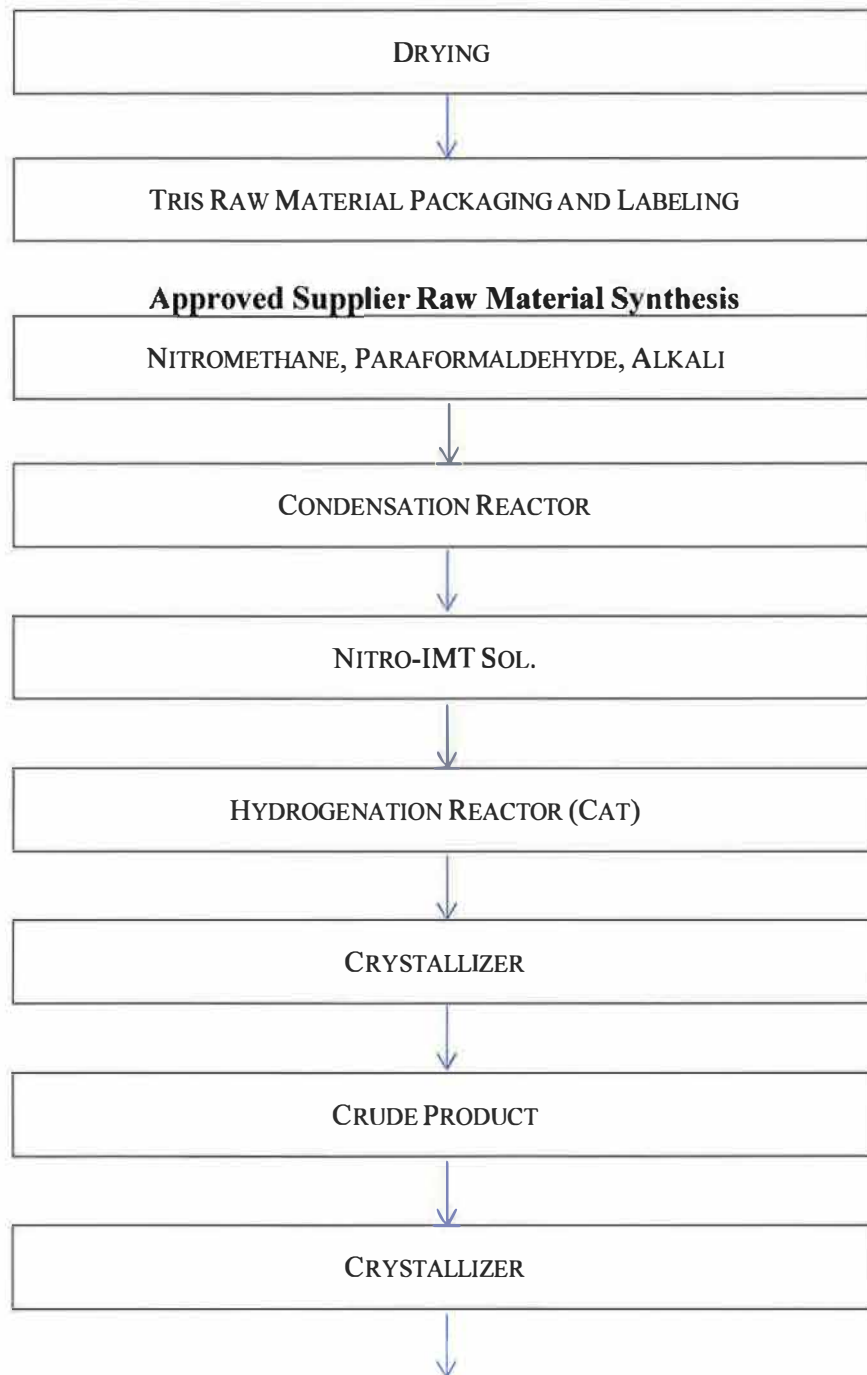 DRYING
TRIS RAW MATERIAL PACKAGING AND LABELING
Approved Supplier Raw Material Synthesis
NITROMETHANE, PARAFORMALDEHYDE, ALKALI
CONDENSATION REACTOR
NITRO-IMT SOL.
HYDROGENATION REACTOR (CAT)
CRYSTALLIZER
CRUDE PRODUCT
CRYSTALLIZER